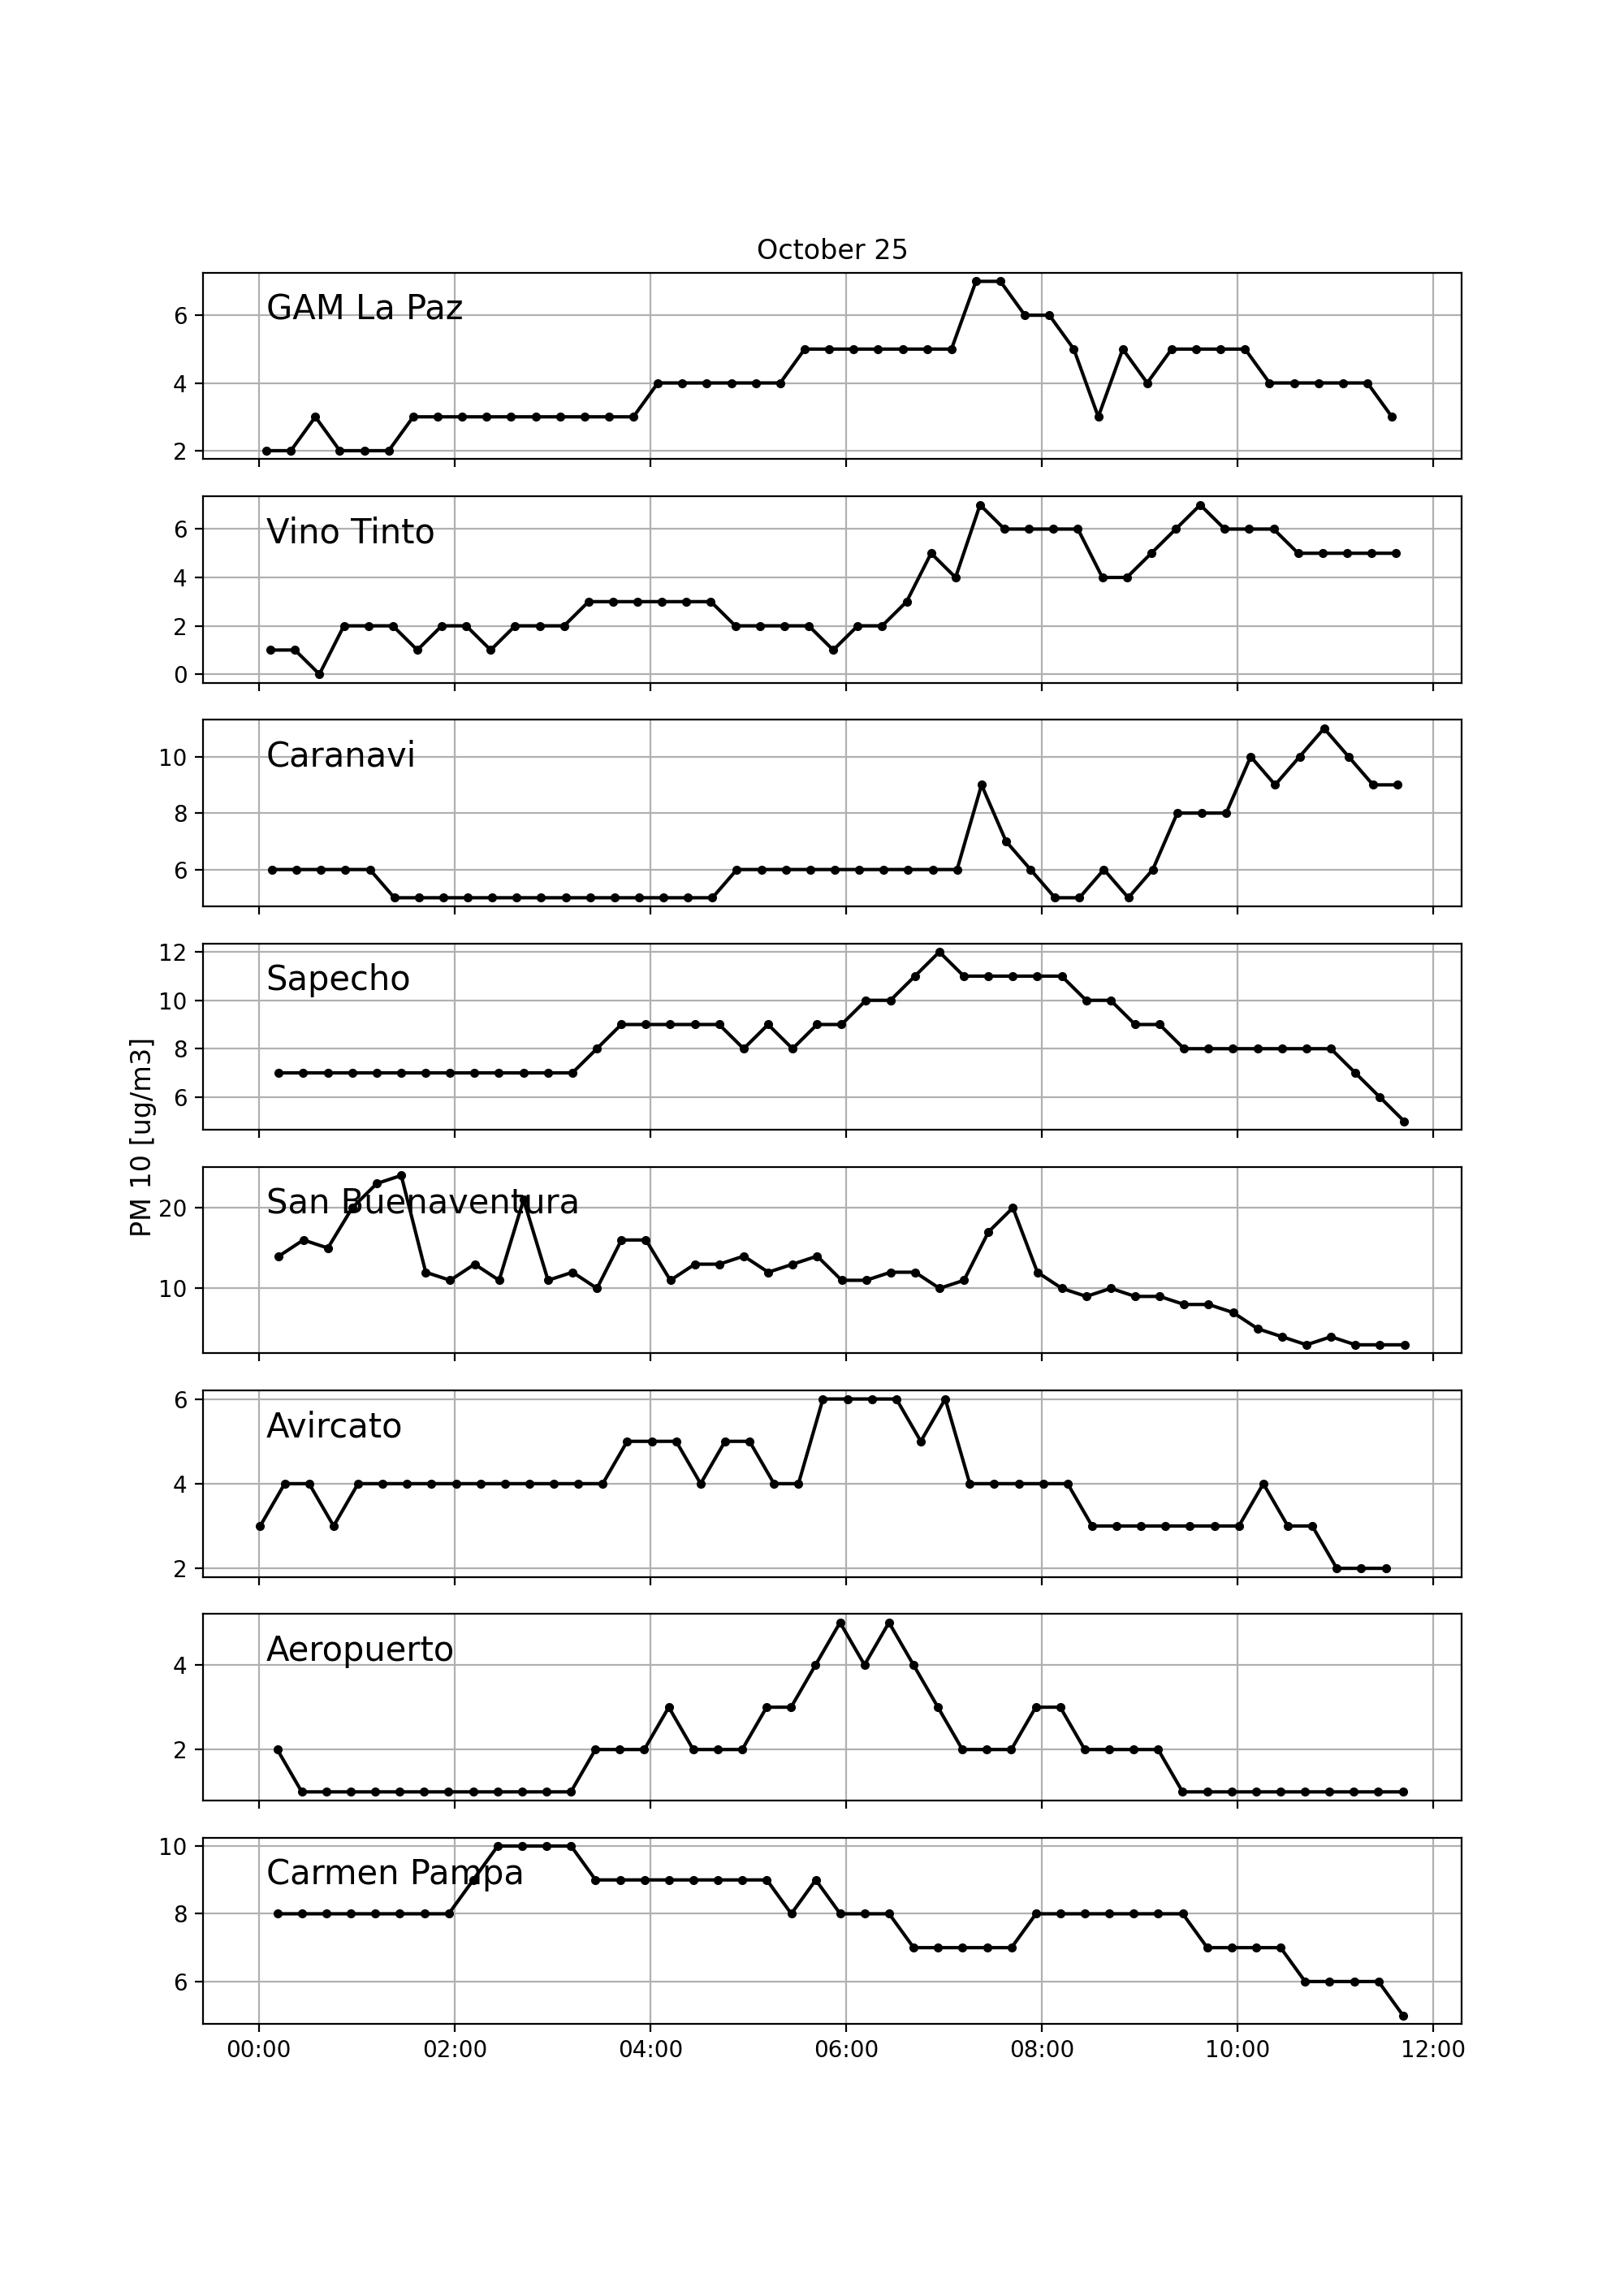 October 25
GAM La Paz
6
4
2
Vino Tinto
6
4
2
0
Caranavi
10
8
6
Sapecho
12
10
8
6
PM 10 [ug/m3]
San Buenaventura
20
10
Avircato
6
4
2
Aeropuerto
4
2
Carmen Pampa
10
8
6
00:00 02:00 04:00 06:00 08:00 10:00 12:00